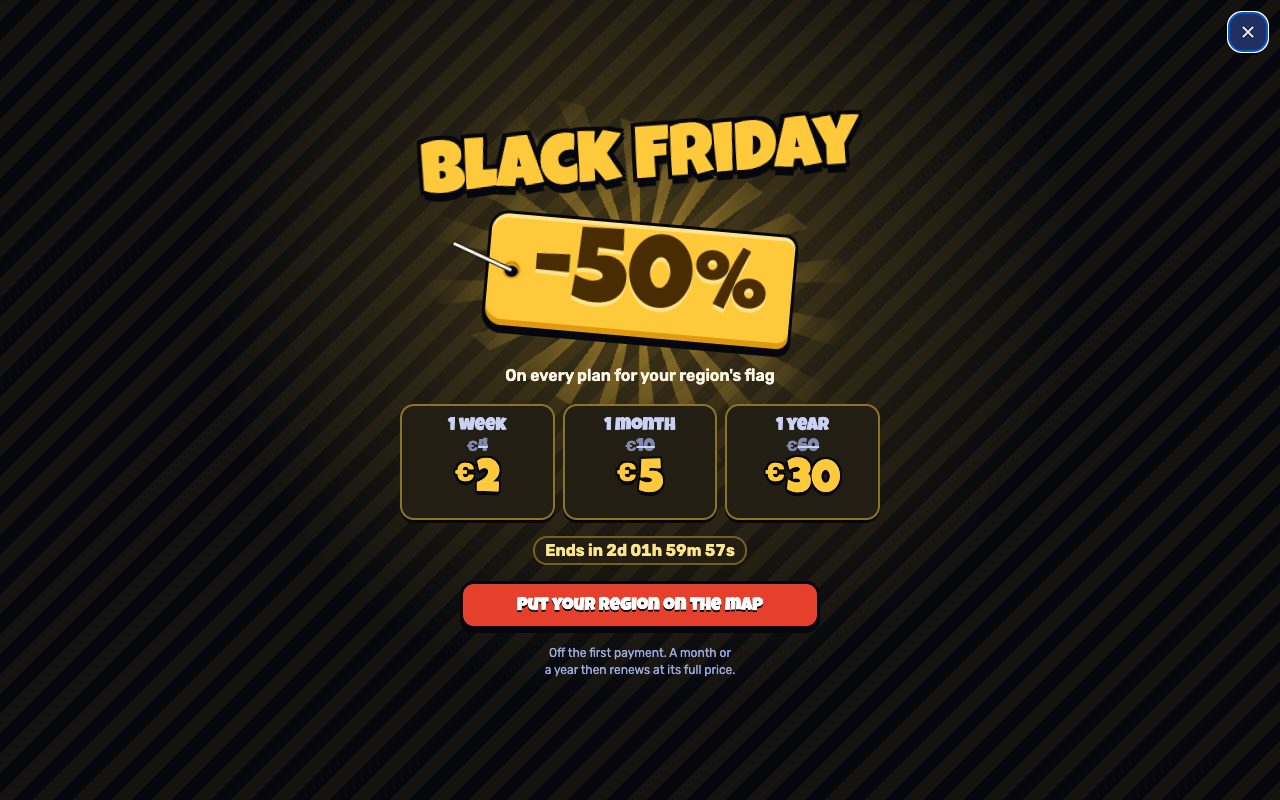 BLACK FRIDAY
-50%
On every plan for your region's flag
1 week
€4
€2
1 month
€10
€5
1 year
€60
€30
Ends in 2d 01h 59m 57s
Put your region on the map
Off the first payment. A month or
a year then renews at its full price.